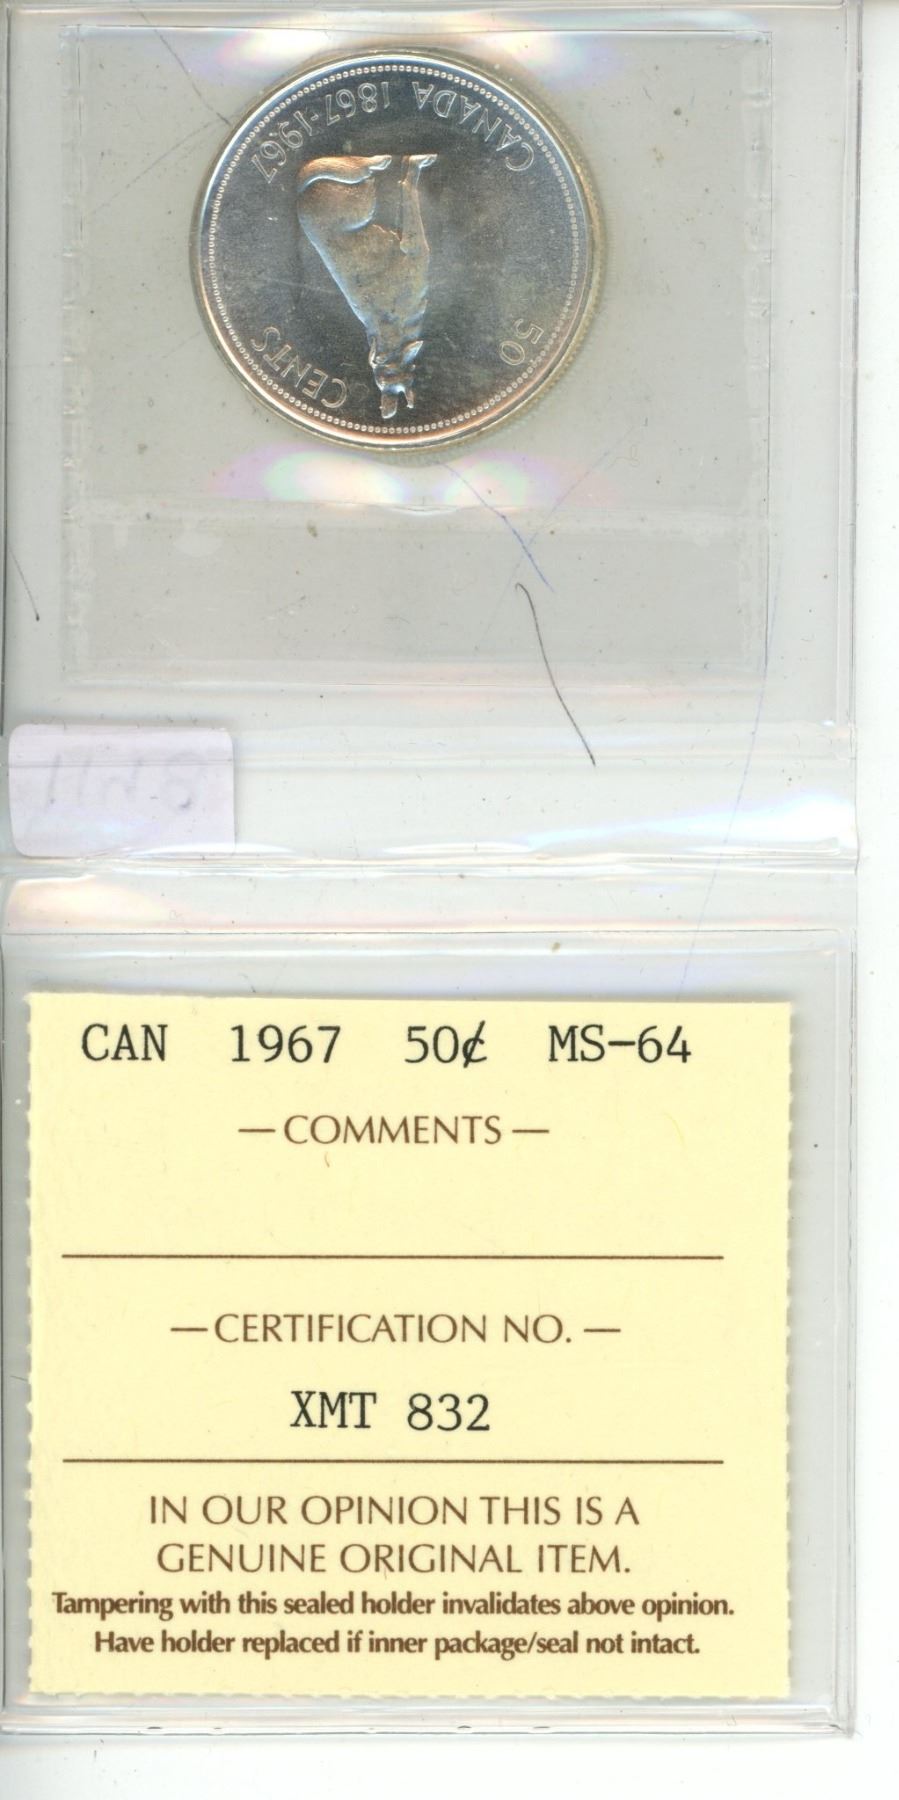 CANADA 1867-1967
50 CENTS
CAN 1967 50¢ MS-64
— COMMENTS —
— CERTIFICATION NO. —
XMT 832
IN OUR OPINION THIS IS A
GENUINE ORIGINAL ITEM.
Tampering with this sealed holder invalidates above opinion.
Have holder replaced if inner package/seal not intact.